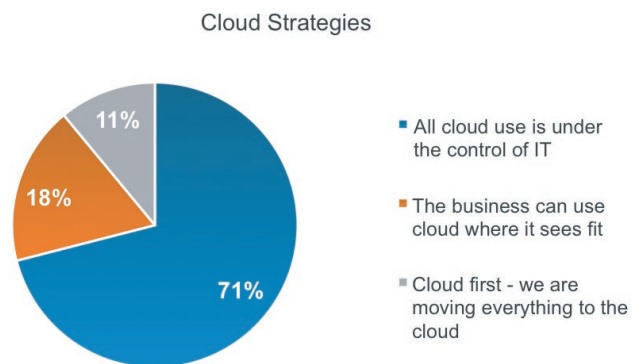 Cloud Strategies
11%
18%
71%
All cloud use is under
the control of IT
The business can use
cloud where it sees fit
Cloud first - we are
moving everything to the
cloud